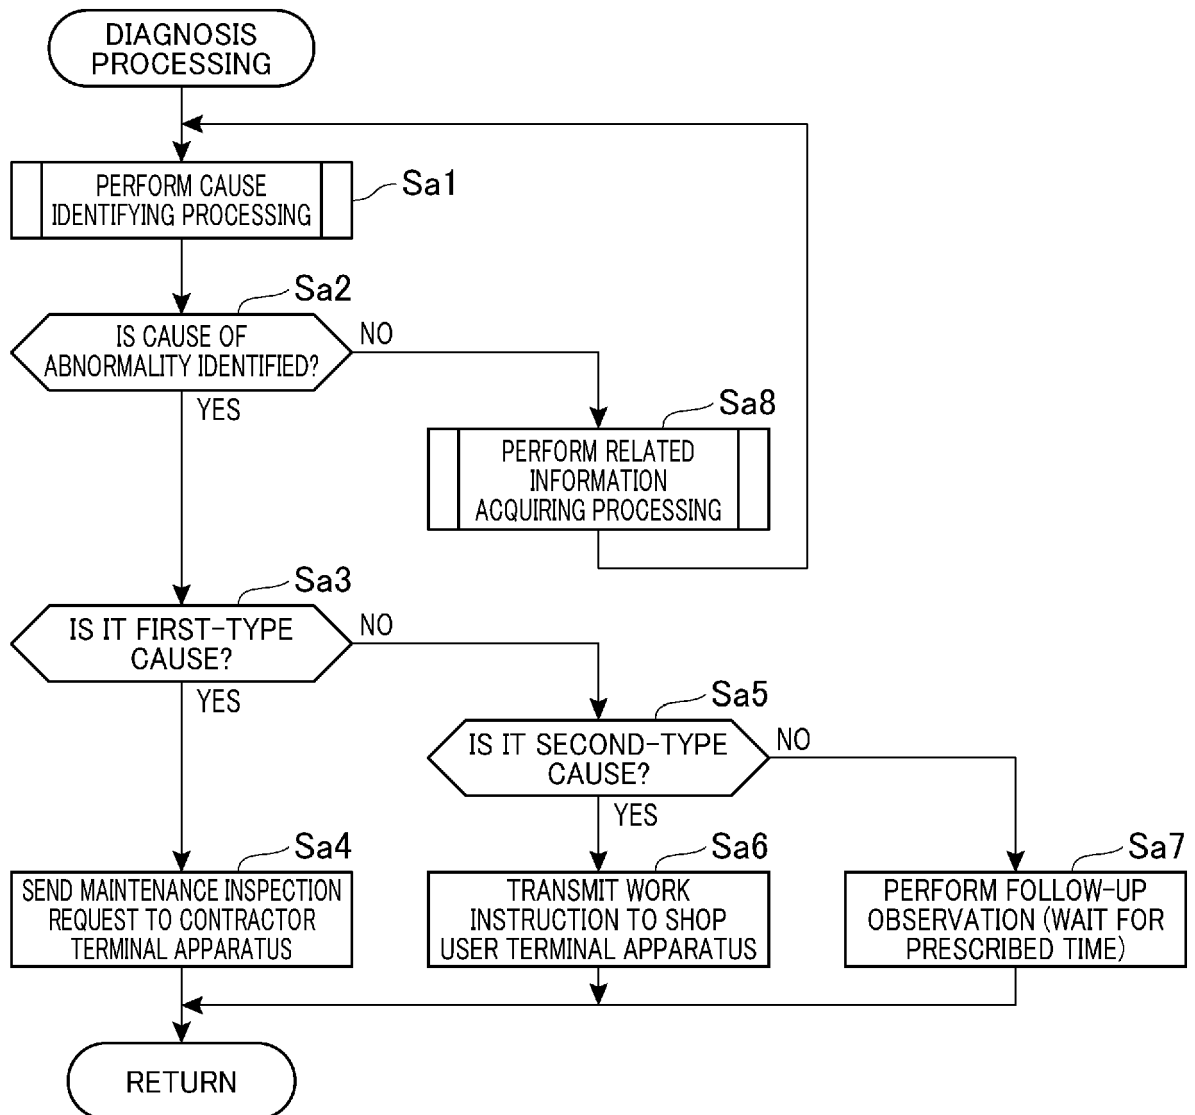 DIAGNOSIS
PROCESSING
PERFORM CAUSE
IDENTIFYING PROCESSING
Sa1
Sa2
IS CAUSE OF
ABNORMALITY IDENTIFIED?
NO
YES
Sa8
PERFORM RELATED
INFORMATION
ACQUIRING PROCESSING
Sa3
IS IT FIRST-TYPE
CAUSE?
NO
YES
Sa5
IS IT SECOND-TYPE
CAUSE?
NO
YES
Sa4
SEND MAINTENANCE INSPECTION
REQUEST TO CONTRACTOR
TERMINAL APPARATUS
Sa6
TRANSMIT WORK
INSTRUCTION TO SHOP
USER TERMINAL APPARATUS
Sa7
PERFORM FOLLOW-UP
OBSERVATION (WAIT FOR
PRESCRIBED TIME)
RETURN